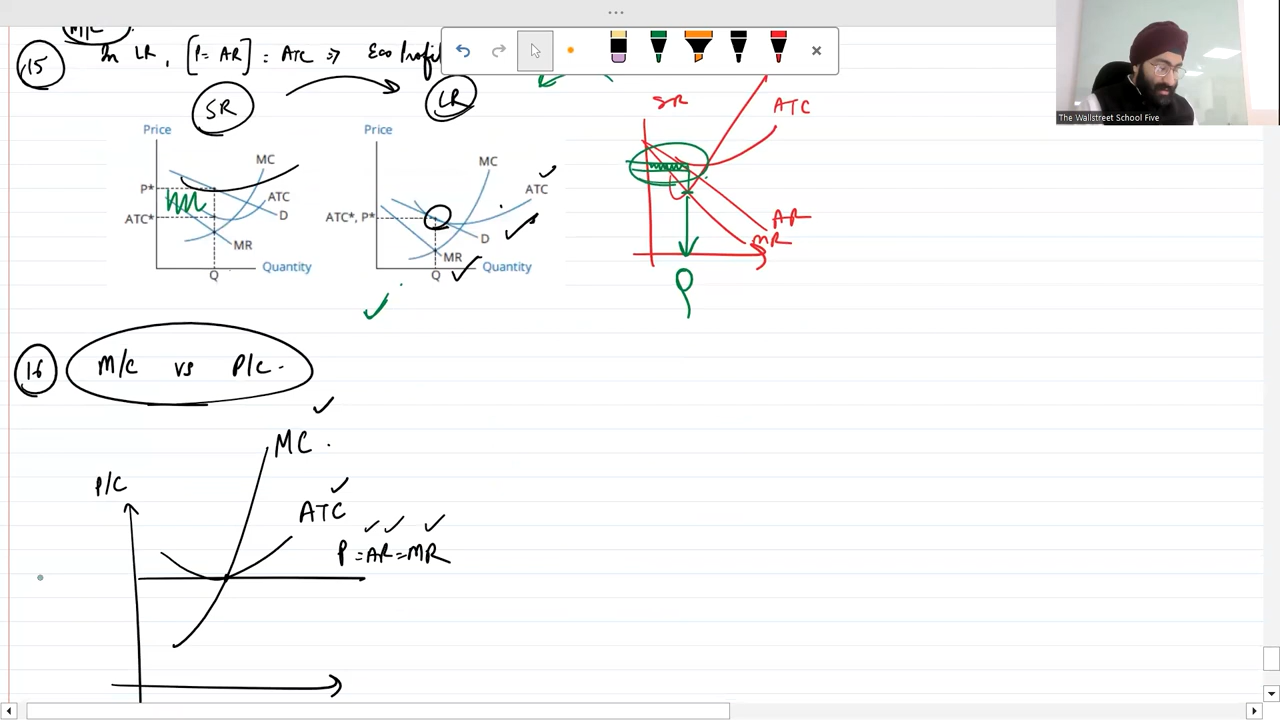 M/C
15 In LR, [P = AR] = ATC ⇒ Eco Profit
SR LR
Price
MC
P*
ATC
ATC*
D
MR
Q
Quantity
Price
MC
ATC
ATC*, P*
D
MR
Q
Quantity
SR
ATC
AR
MR
The Wallstreet School Five
16 M/C vs P/C.
MC
P/C
ATC
P = AR = MR